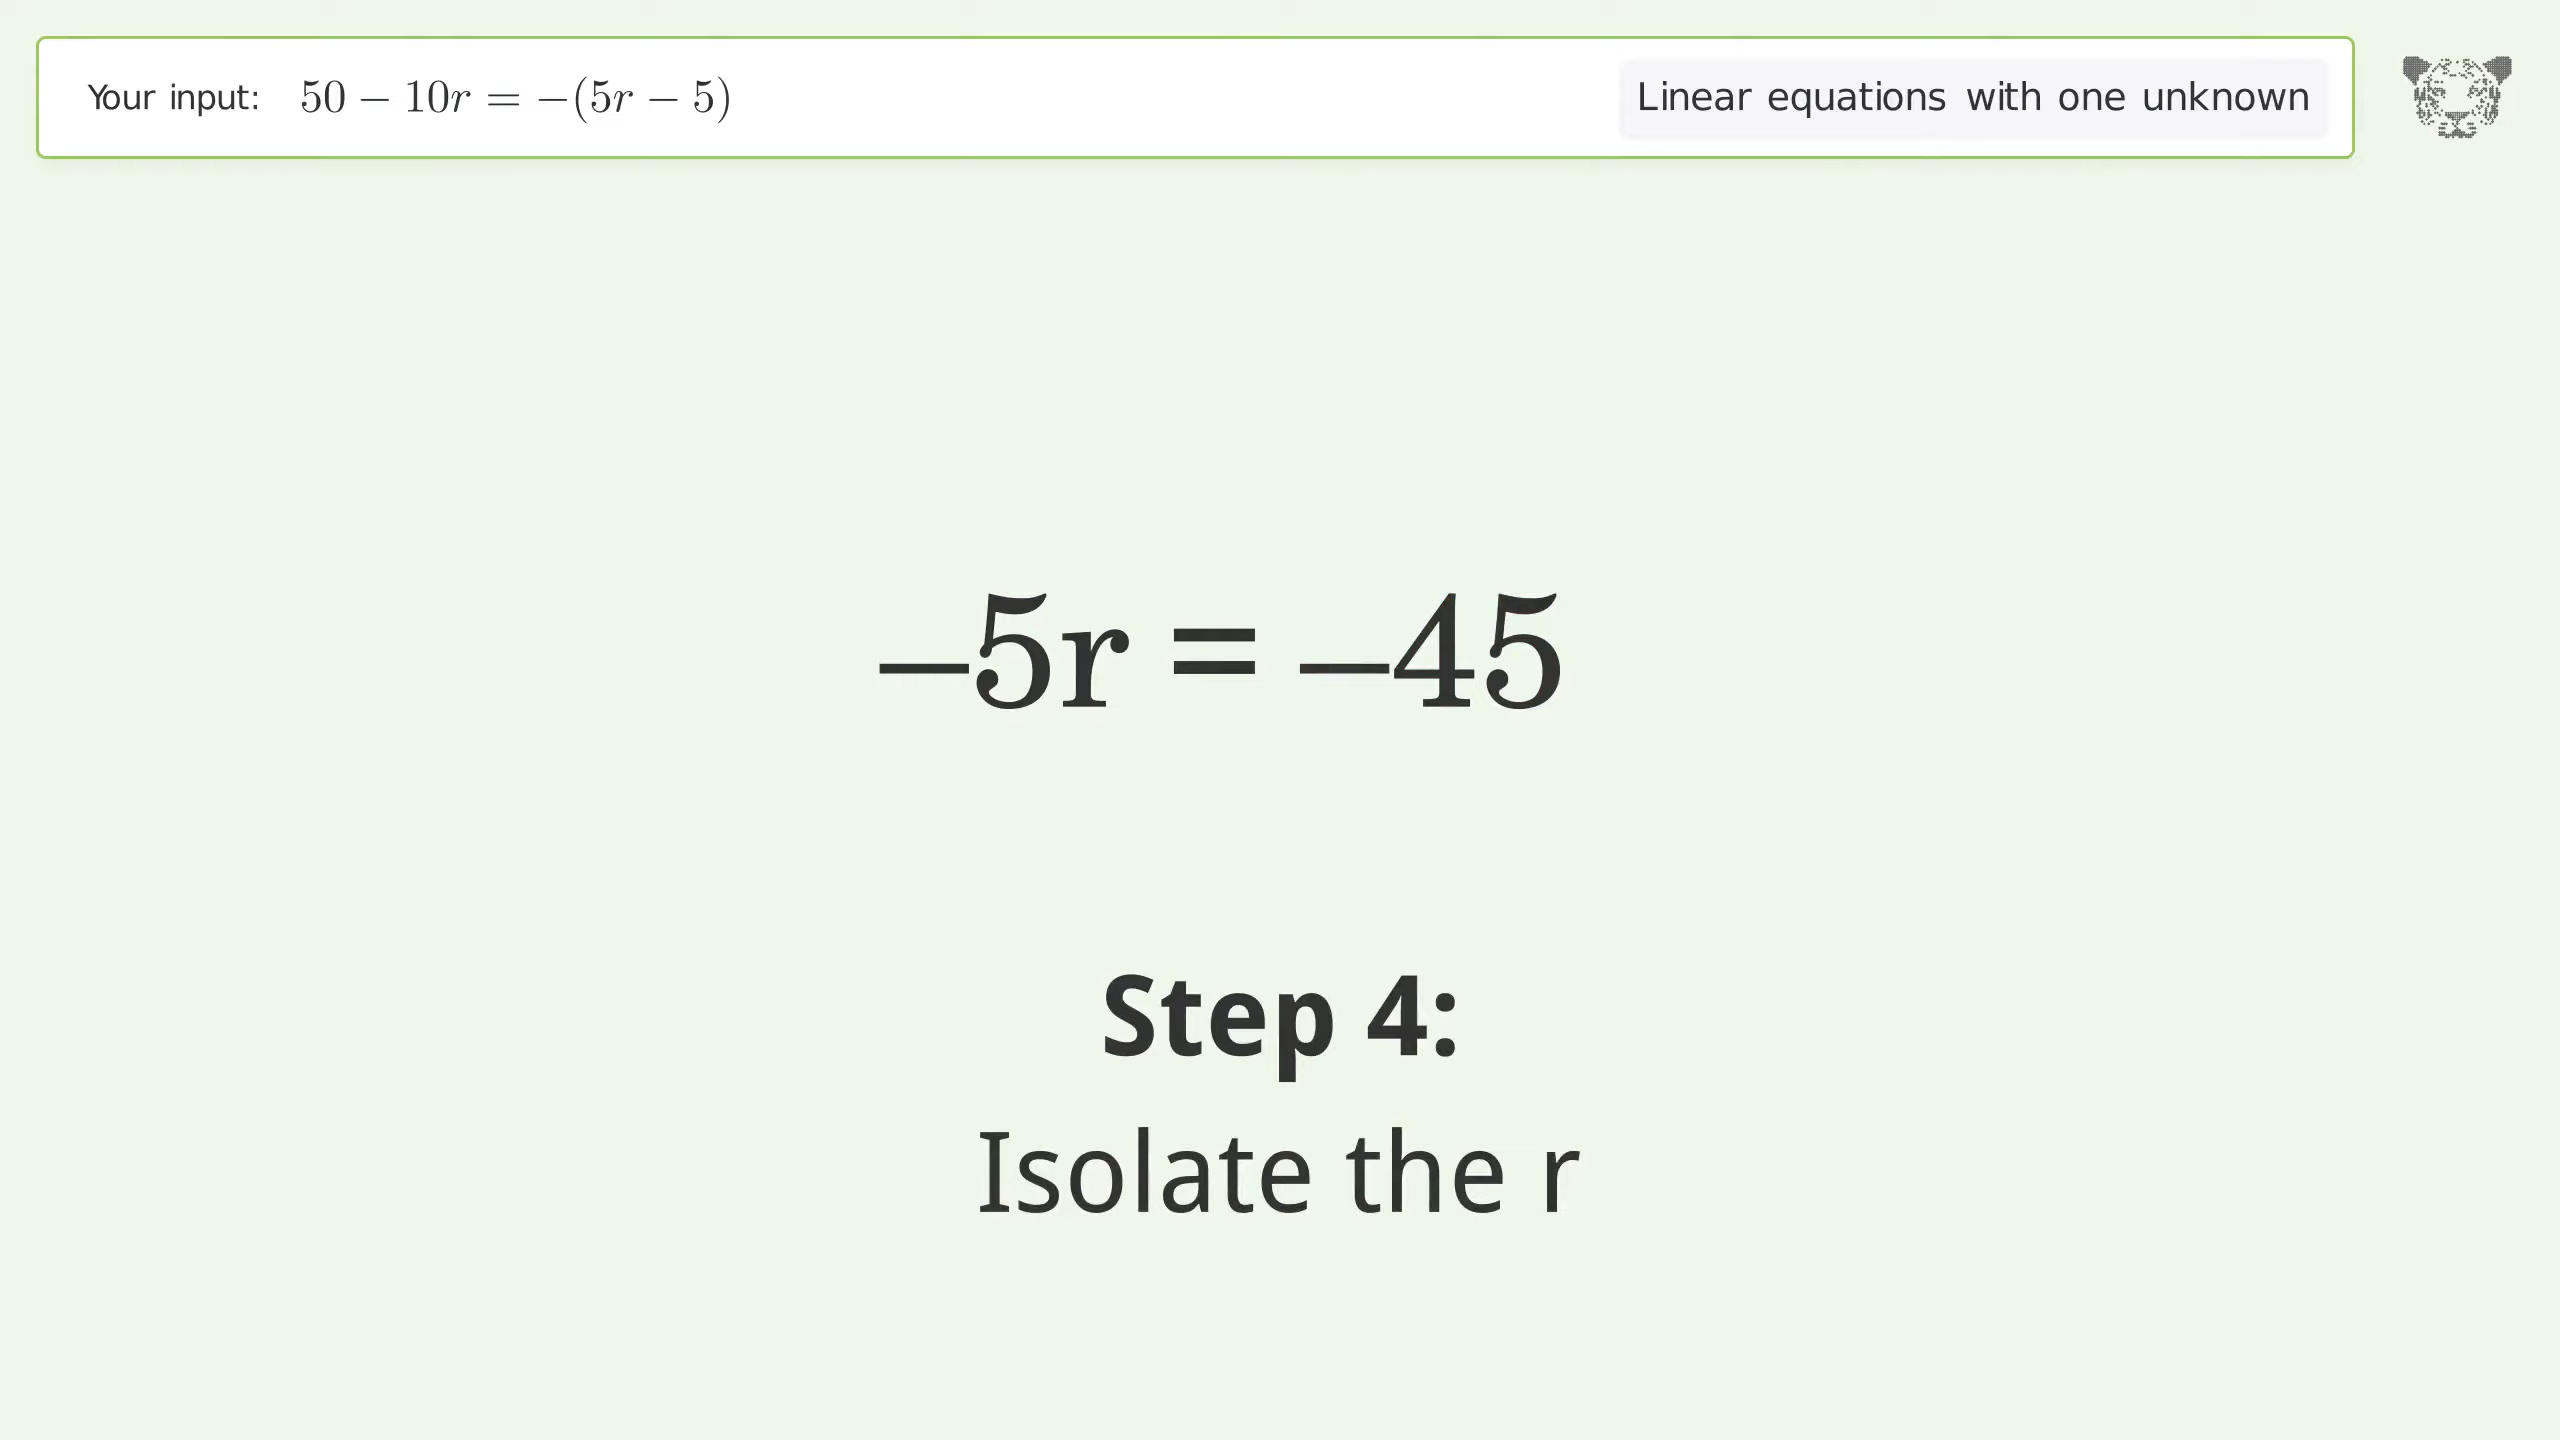 Your input: 50 − 10r = −(5r − 5)
Linear equations with one unknown
−5r = −45
Step 4:
Isolate the r